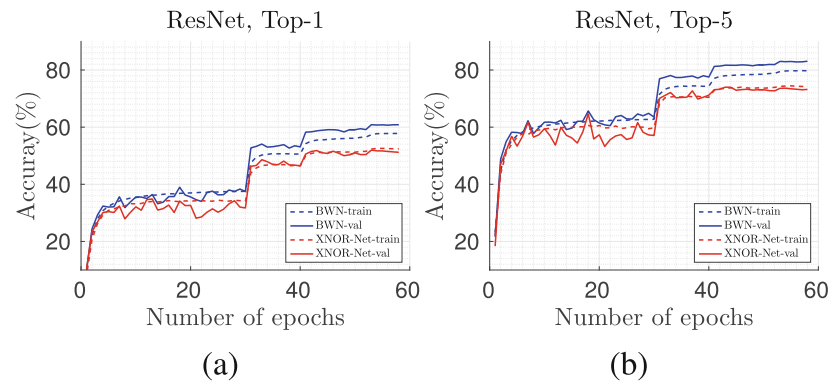 ResNet, Top-1
Accuray(%)
80
60
40
20
0
20
40
60
Number of epochs
BWN-train
BWN-val
XNOR-Net-train
XNOR-Net-val
(a)
ResNet, Top-5
Accuray(%)
80
60
40
20
0
20
40
60
Number of epochs
BWN-train
BWN-val
XNOR-Net-train
XNOR-Net-val
(b)